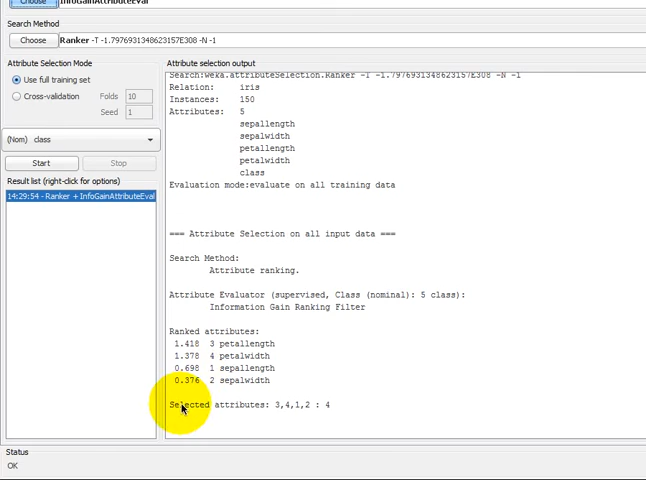 Choose InfoGainAttributeEval
Search Method
Choose Ranker -T -1.7976931348623157E308 -N -1
Attribute Selection Mode
Use full training set
Cross-validation Folds 10
Seed 1
(Nom) class
Start Stop
Result list (right-click for options)
14:29:54 - Ranker + InfoGainAttributeEval
Attribute selection output
Search:weka.attributeSelection.Ranker -T -1.7976931348623157E308 -N -1
Relation: iris
Instances: 150
Attributes: 5
sepallength
sepalwidth
petallength
petalwidth
class
Evaluation mode:evaluate on all training data
=== Attribute Selection on all input data ===
Search Method:
Attribute ranking.
Attribute Evaluator (supervised, Class (nominal): 5 class):
Information Gain Ranking Filter
Ranked attributes:
1.418 3 petallength
1.378 4 petalwidth
0.698 1 sepallength
0.376 2 sepalwidth
Selected attributes: 3,4,1,2 : 4
Status
OK